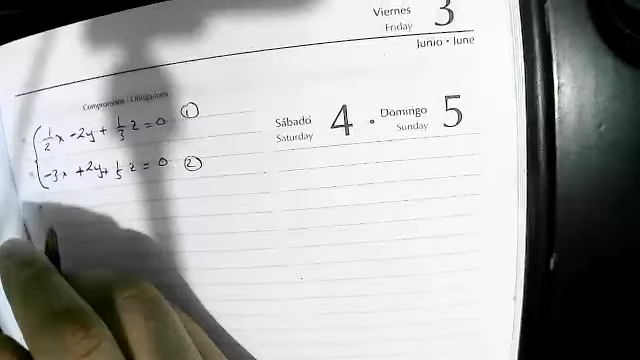 Viernes 3
Friday
Junio • June
Compromisos / Obligations
1/2 x - 2y + 1/3 z = 0 ①
-3x + 2y + 1/5 z = 0 ②
Sábado 4 • Domingo 5
Saturday Sunday